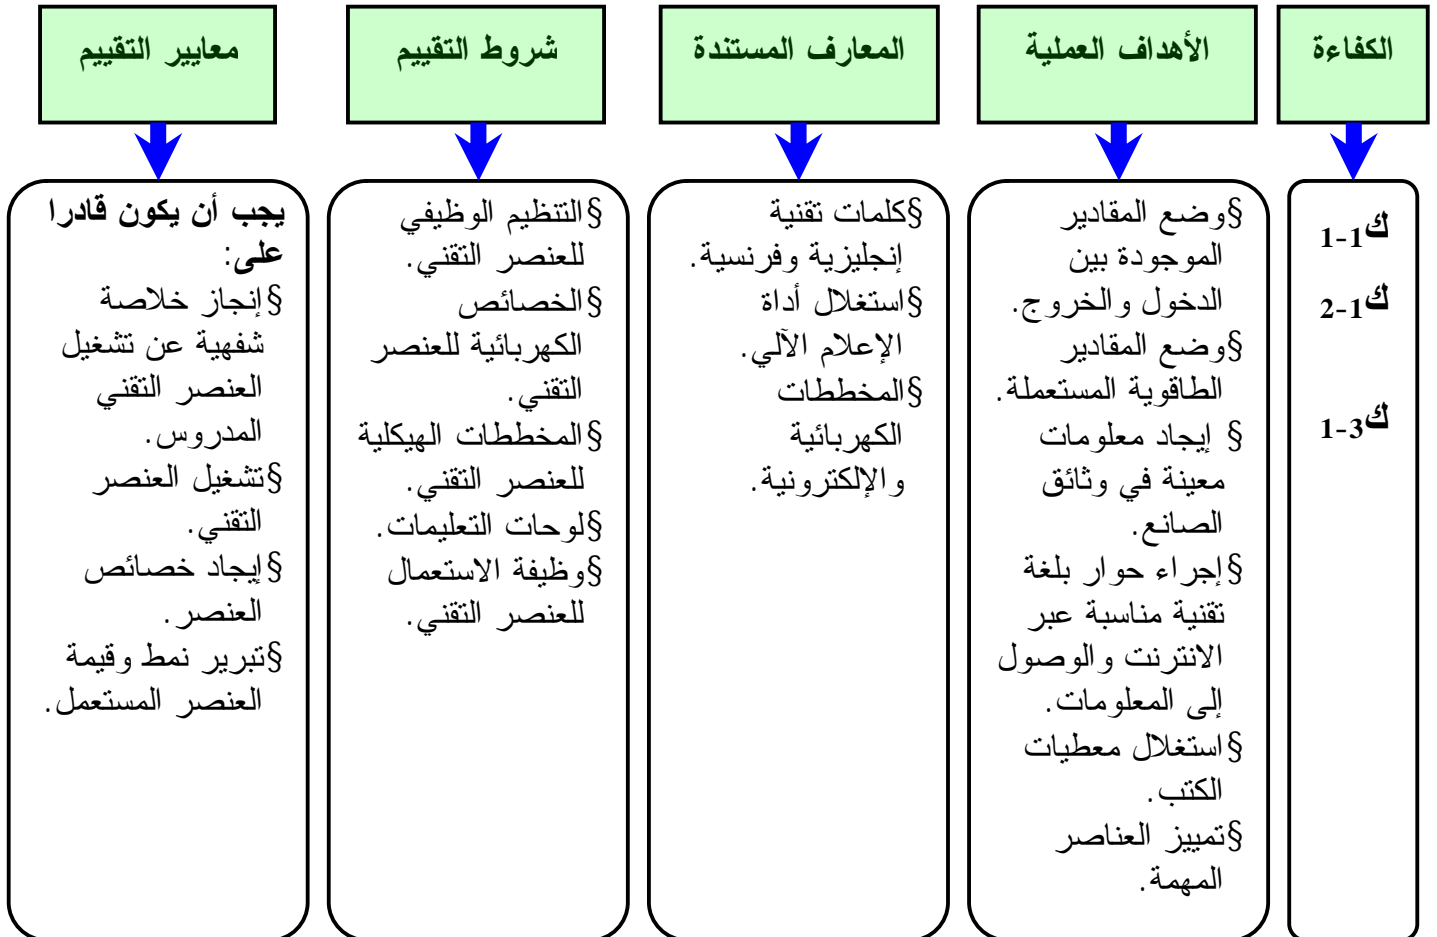 الكفاءة
الأهداف العملية
المعارف المستندة
شروط التقييم
معايير التقييم
ك1-1
ك1-2
ك3-1
§وضع المقادير
الموجودة بين
الدخول والخروج.
§وضع المقادير
الطاقوية المستعملة.
§ إيجاد معلومات
معينة في وثائق
الصانع.
§إجراء حوار بلغة
تقنية مناسبة عبر
الانترنت والوصول
إلى المعلومات.
§استغلال معطيات
الكتب.
§تمييز العناصر
المهمة.
§كلمات تقنية
إنجليزية وفرنسية.
§استغلال أداة
الإعلام الآلي.
§المخططات
الكهربائية
والإلكترونية.
§التنظيم الوظيفي
للعنصر التقني.
§الخصائص
الكهربائية للعنصر
التقني.
§المخططات الهيكلية
للعنصر التقني.
§لوحات التعليمات.
§وظيفة الاستعمال
للعنصر التقني.
يجب أن يكون قادرا
على:
§إنجاز خلاصة
شفهية عن تشغيل
العنصر التقني
المدروس.
§تشغيل العنصر
التقني.
§إيجاد خصائص
العنصر.
§تبرير نمط وقيمة
العنصر المستعمل.